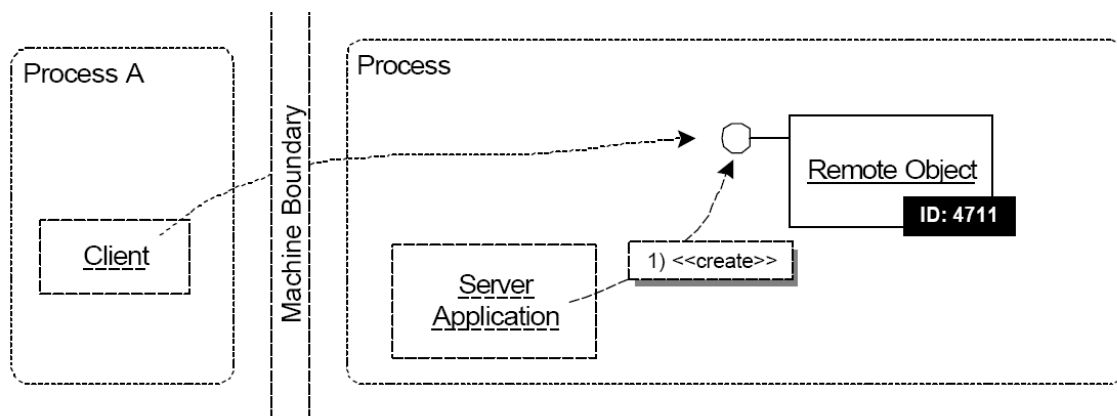 Process A
Client
Machine Boundary
Process
Remote Object
ID: 4711
1) <<create>>
Server
Application